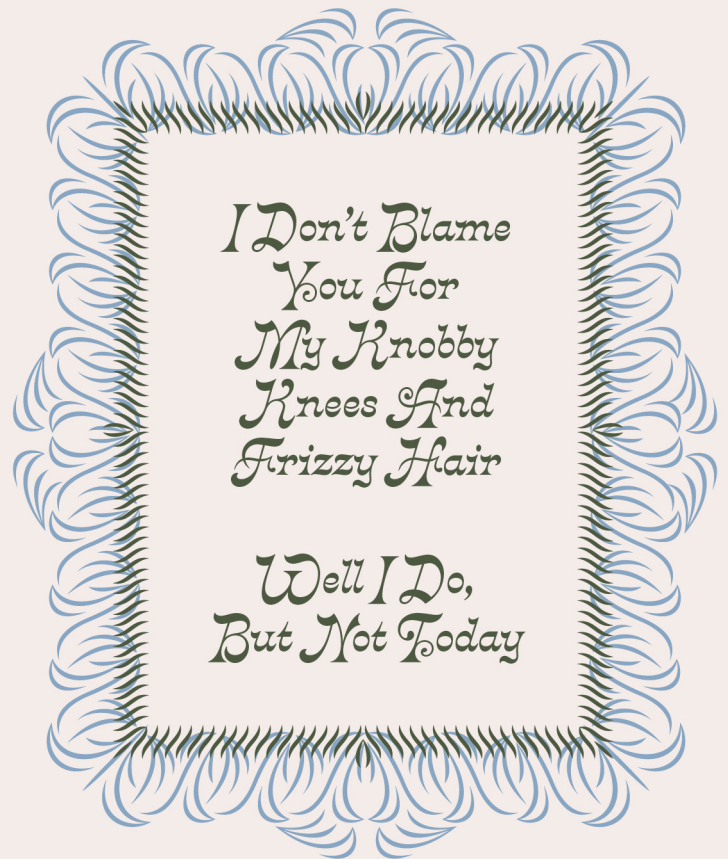 I Don't Blame
You For
My Knobby
Knees And
Frizzy Hair
Well I Do,
But Not Today